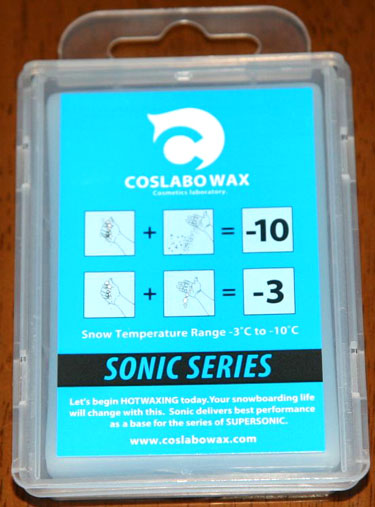 COSLABO WAX
Cosmetics laboratory.
+ = -10
+ = -3
Snow Temperature Range -3˚C to -10˚C
SONIC SERIES
Let's begin HOTWAXING today.Your snowboarding life
will change with this. Sonic delivers best performance
as a base for the series of SUPERSONIC.
www.coslabowax.com